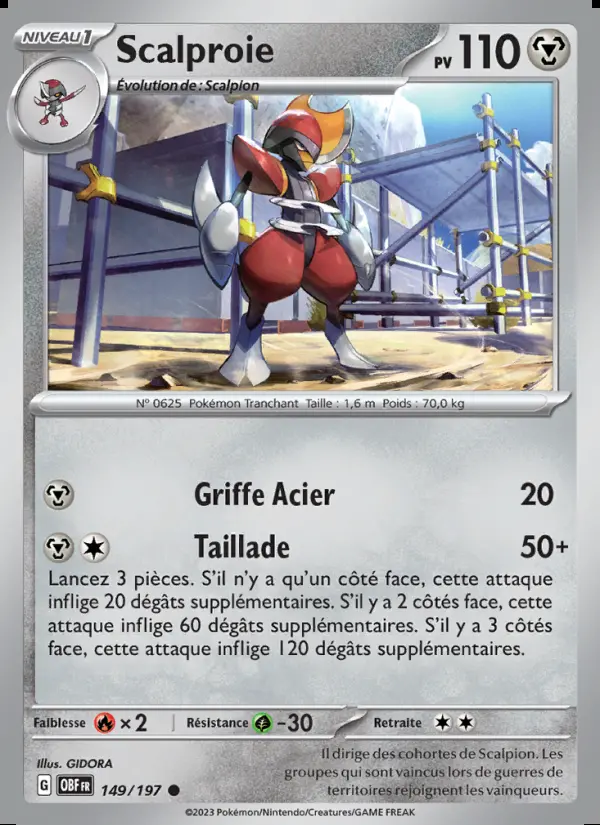 NIVEAU 1
Scalproie
PV 110
Évolution de : Scalpion
N° 0625 Pokémon Tranchant Taille : 1,6 m Poids : 70,0 kg
Griffe Acier 20
Taillade 50+
Lancez 3 pièces. S'il n'y a qu'un côté face, cette attaque
inflige 20 dégâts supplémentaires. S'il y a 2 côtés face, cette
attaque inflige 60 dégâts supplémentaires. S'il y a 3 côtés
face, cette attaque inflige 120 dégâts supplémentaires.
Faiblesse ×2 Résistance -30 Retraite
Illus. GIDORA
Il dirige des cohortes de Scalpion. Les
groupes qui sont vaincus lors de guerres de
territoires rejoignent les vainqueurs.
G OBF FR 149/197
©2023 Pokémon/Nintendo/Creatures/GAME FREAK